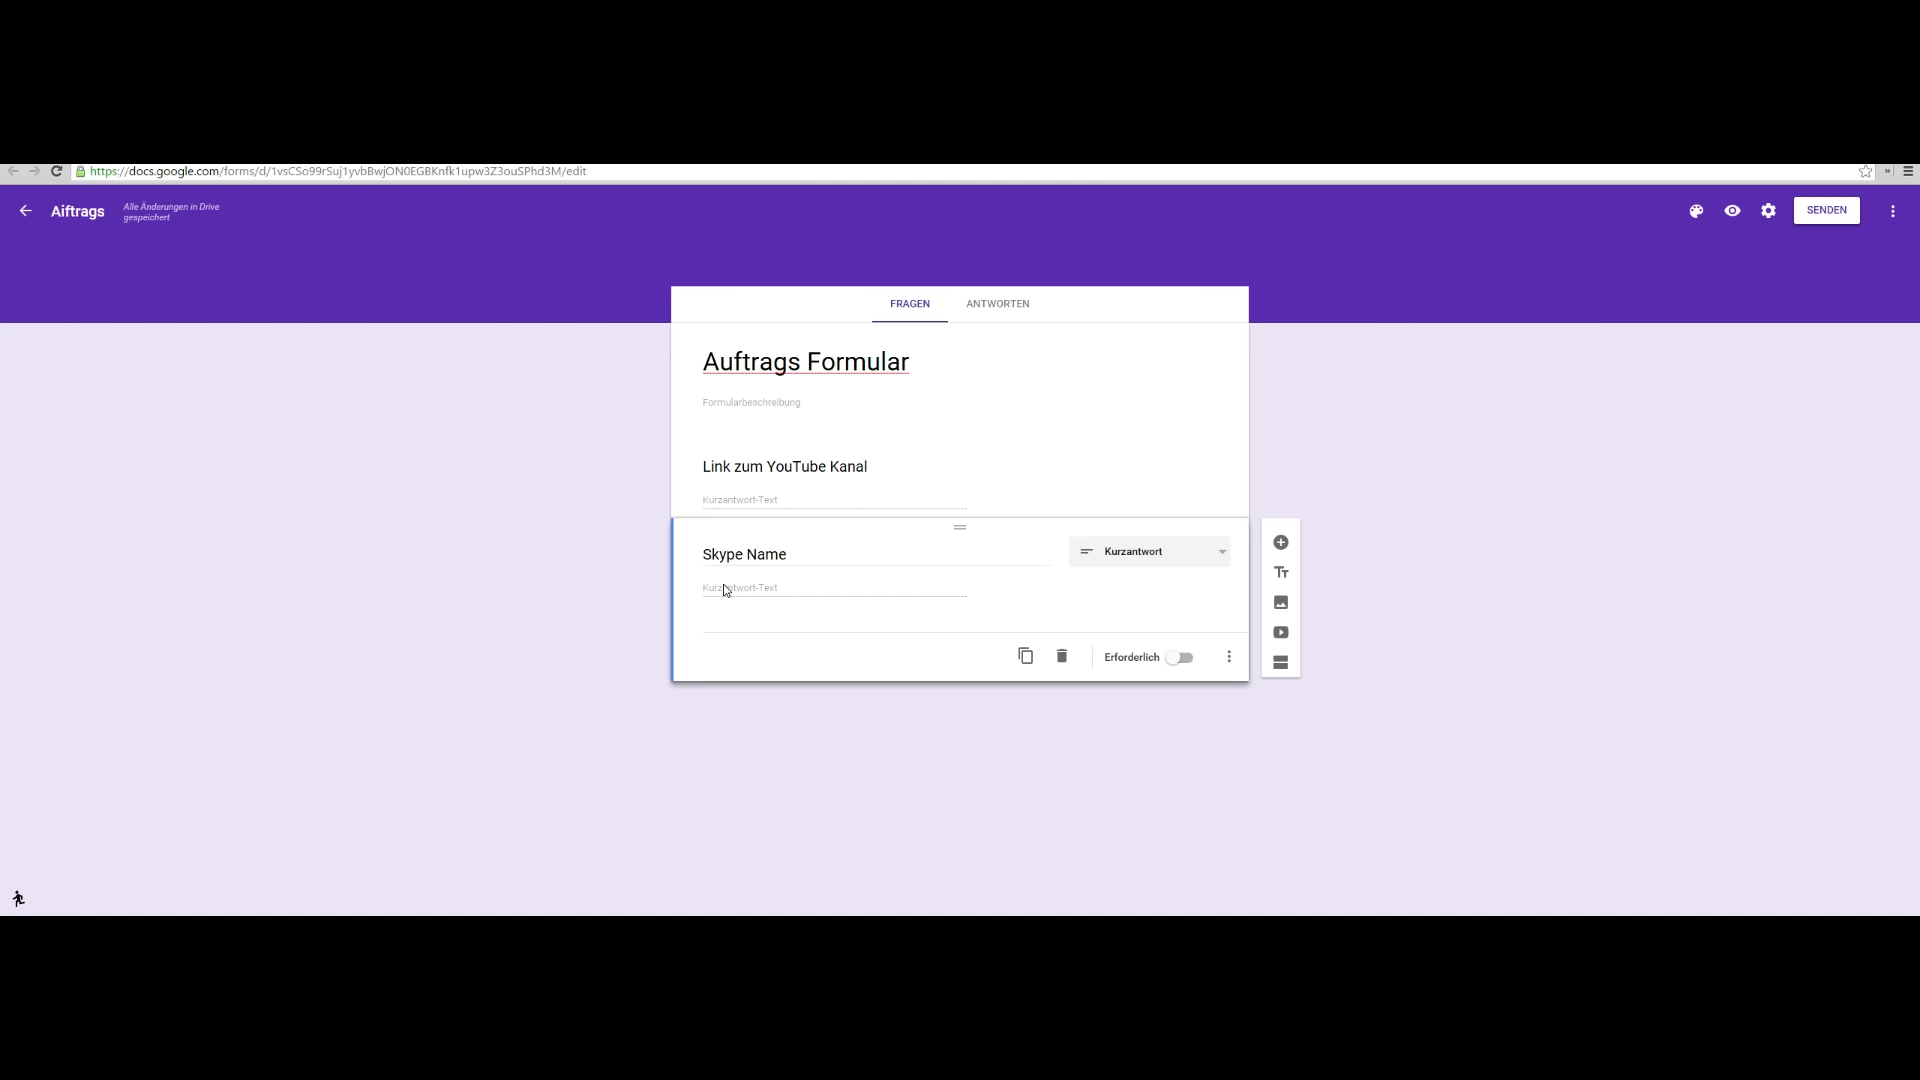 https://docs.google.com/forms/d/1vsCSo99rSuj1yvbBwjON0EGBKnfk1upw3Z3ouSPhd3M/edit
Aiftrags
Alle Änderungen in Drive
gespeichert
SENDEN
FRAGEN ANTWORTEN
Auftrags Formular
Formularbeschreibung
Link zum YouTube Kanal
Kurzantwort-Text
Skype Name
Kurzantwort
Kurzantwort-Text
Erforderlich